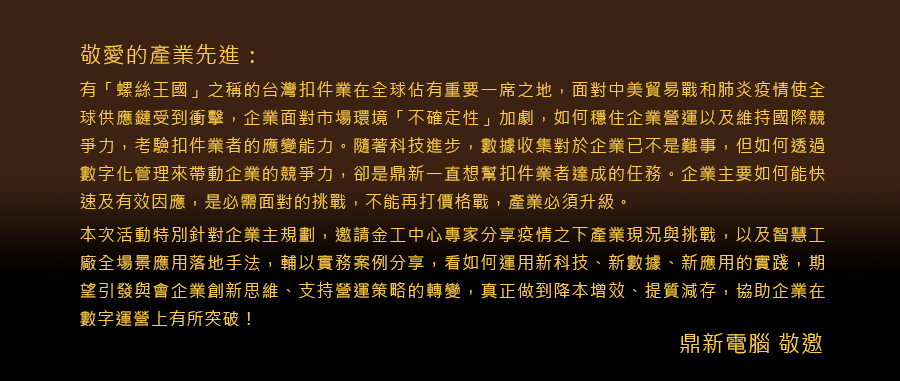 敬愛的產業先進：
有「螺絲王國」之稱的台灣扣件業在全球佔有重要一席之地，面對中美貿易戰和肺炎疫情使全
球供應鏈受到衝擊，企業面對市場環境「不確定性」加劇，如何穩住企業營運以及維持國際競
爭力，考驗扣件業者的應變能力。隨著科技進步，數據收集對於企業已不是難事，但如何透過
數字化管理來帶動企業的競爭力，卻是鼎新一直想幫扣件業者達成的任務。企業主要如何能快
速及有效因應，是必需面對的挑戰，不能再打價格戰，產業必須升級。
本次活動特別針對企業主規劃，邀請金工中心專家分享疫情之下產業現況與挑戰，以及智慧工
廠全場景應用落地手法，輔以實務案例分享，看如何運用新科技、新數據、新應用的實踐，期
望引發與會企業創新思維、支持營運策略的轉變，真正做到降本增效、提質減存，協助企業在
數字運營上有所突破！
鼎新電腦 敬邀